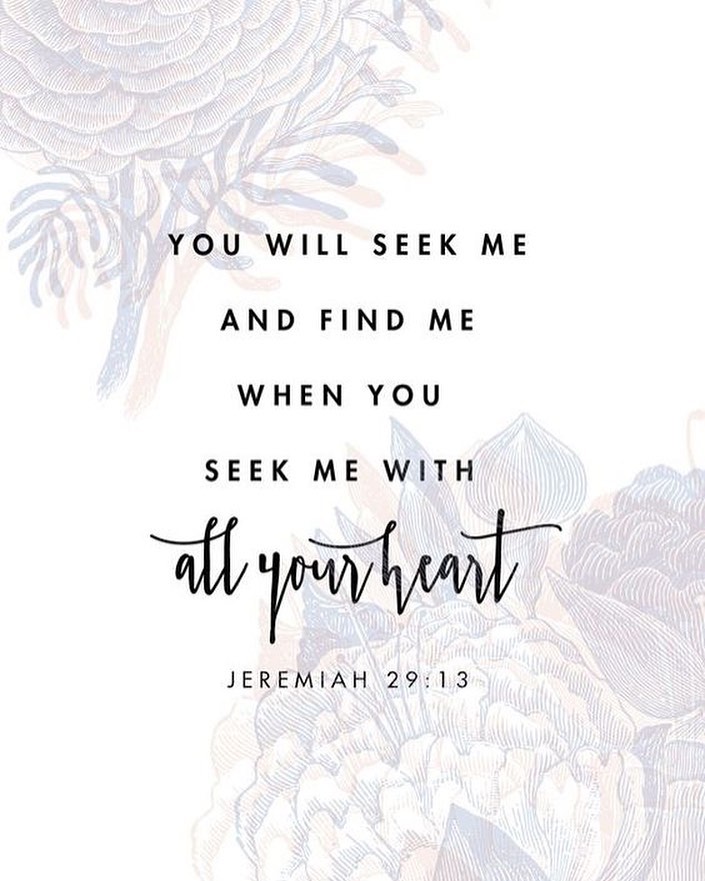 YOU WILL SEEK ME
AND FIND ME
WHEN YOU
SEEK ME WITH
all your heart
JEREMIAH 29:13